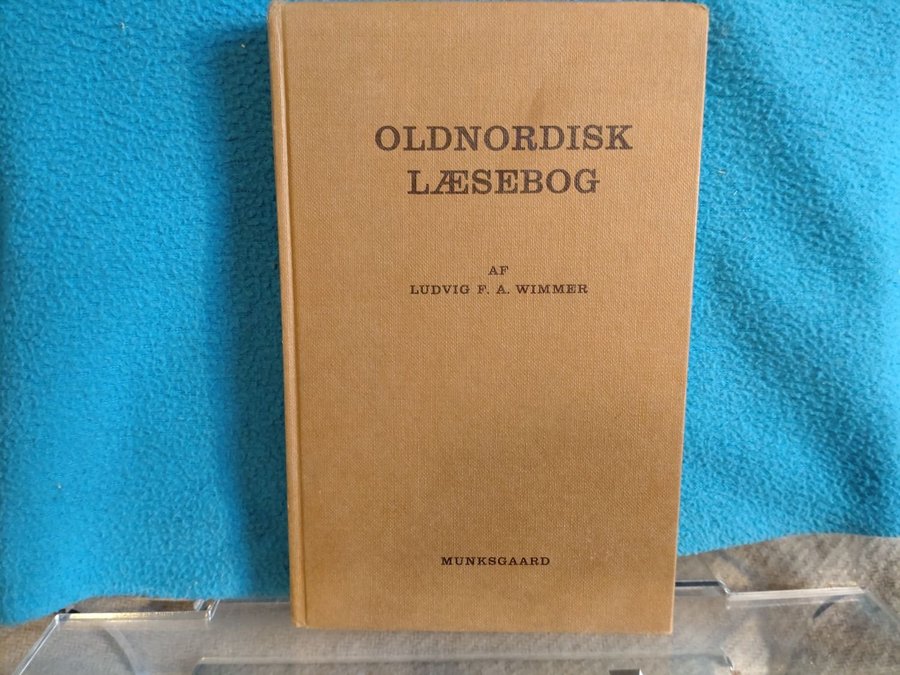 OLDNORDISK
LÆSEBOG
AF
LUDVIG F. A. WIMMER
MUNKSGAARD